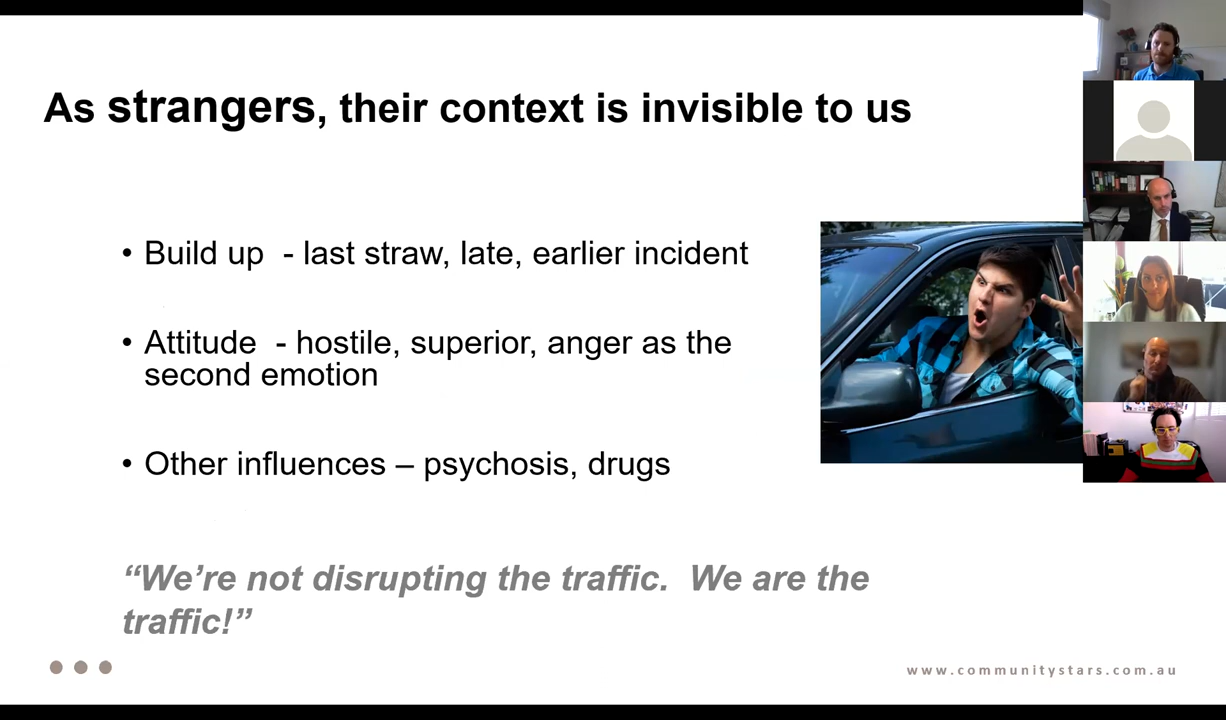 As strangers, their context is invisible to us
• Build up - last straw, late, earlier incident
• Attitude - hostile, superior, anger as the
second emotion
• Other influences – psychosis, drugs
“We’re not disrupting the traffic. We are the
traffic!”
www.communitystars.com.au